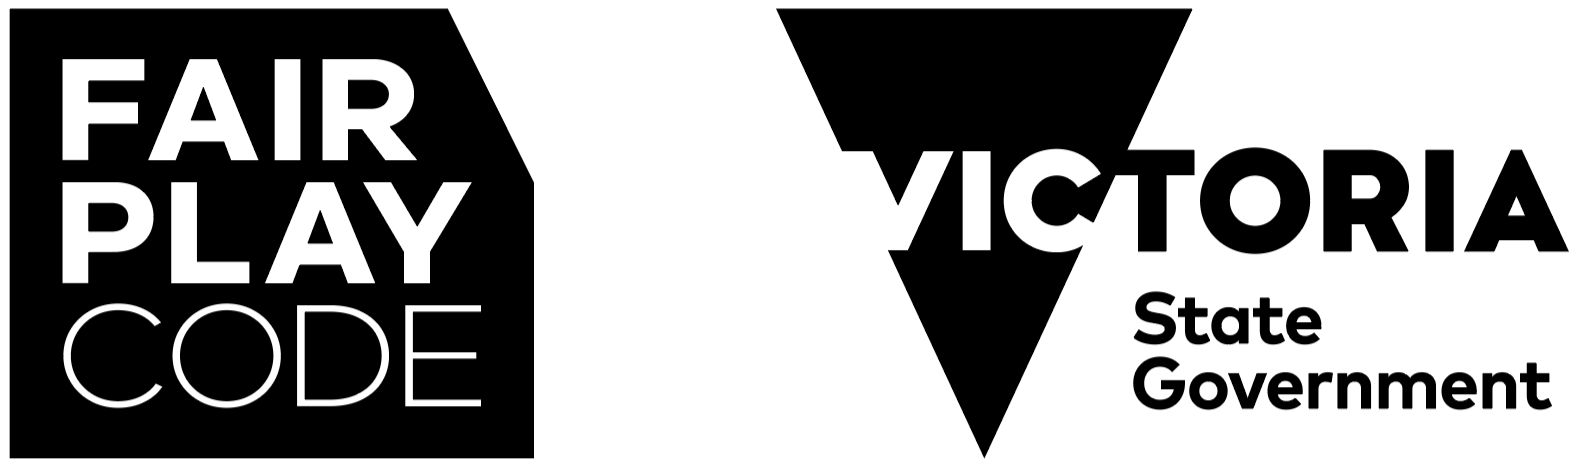 FAIR
PLAY
CODE
VICTORIA
State
Government